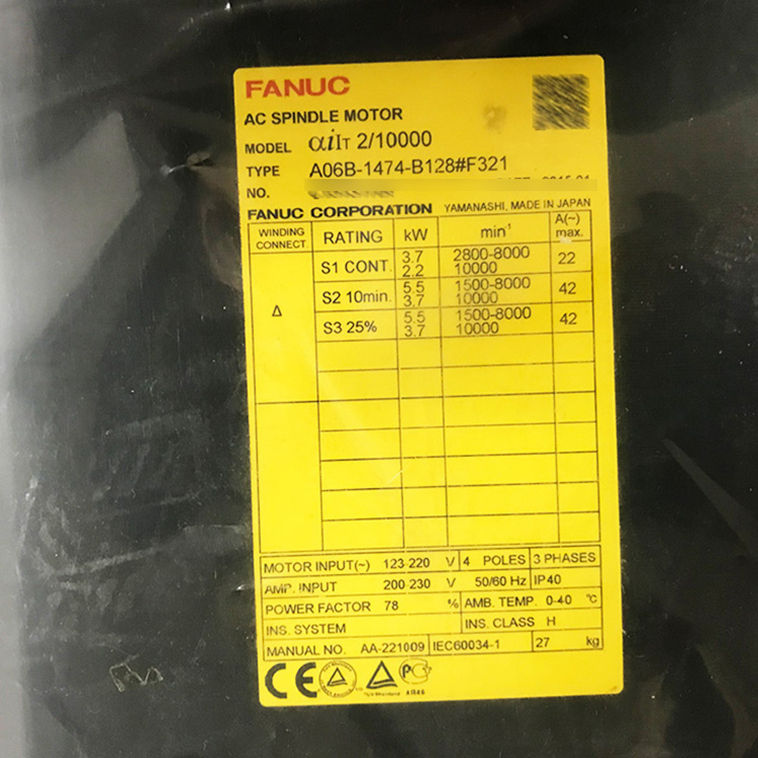 FANUC
AC SPINDLE MOTOR
MODEL αiIT 2/10000
TYPE A06B-1474-B128#F321
NO.
FANUC CORPORATION YAMANASHI, MADE IN JAPAN
WINDING CONNECT RATING kW min⁻¹ A(~) max.
Δ
S1 CONT. 3.7 2800-8000 22
2.2 10000
S2 10min. 5.5 1500-8000 42
3.7 10000
S3 25% 5.5 1500-8000 42
3.7 10000
MOTOR INPUT(~) 123-220 V 4 POLES 3 PHASES
AMP. INPUT 200-230 V 50/60 Hz IP40
POWER FACTOR 78 % AMB. TEMP. 0-40 °C
INS. SYSTEM INS. CLASS H
MANUAL NO. AA-221009 IEC60034-1 27 kg
CE